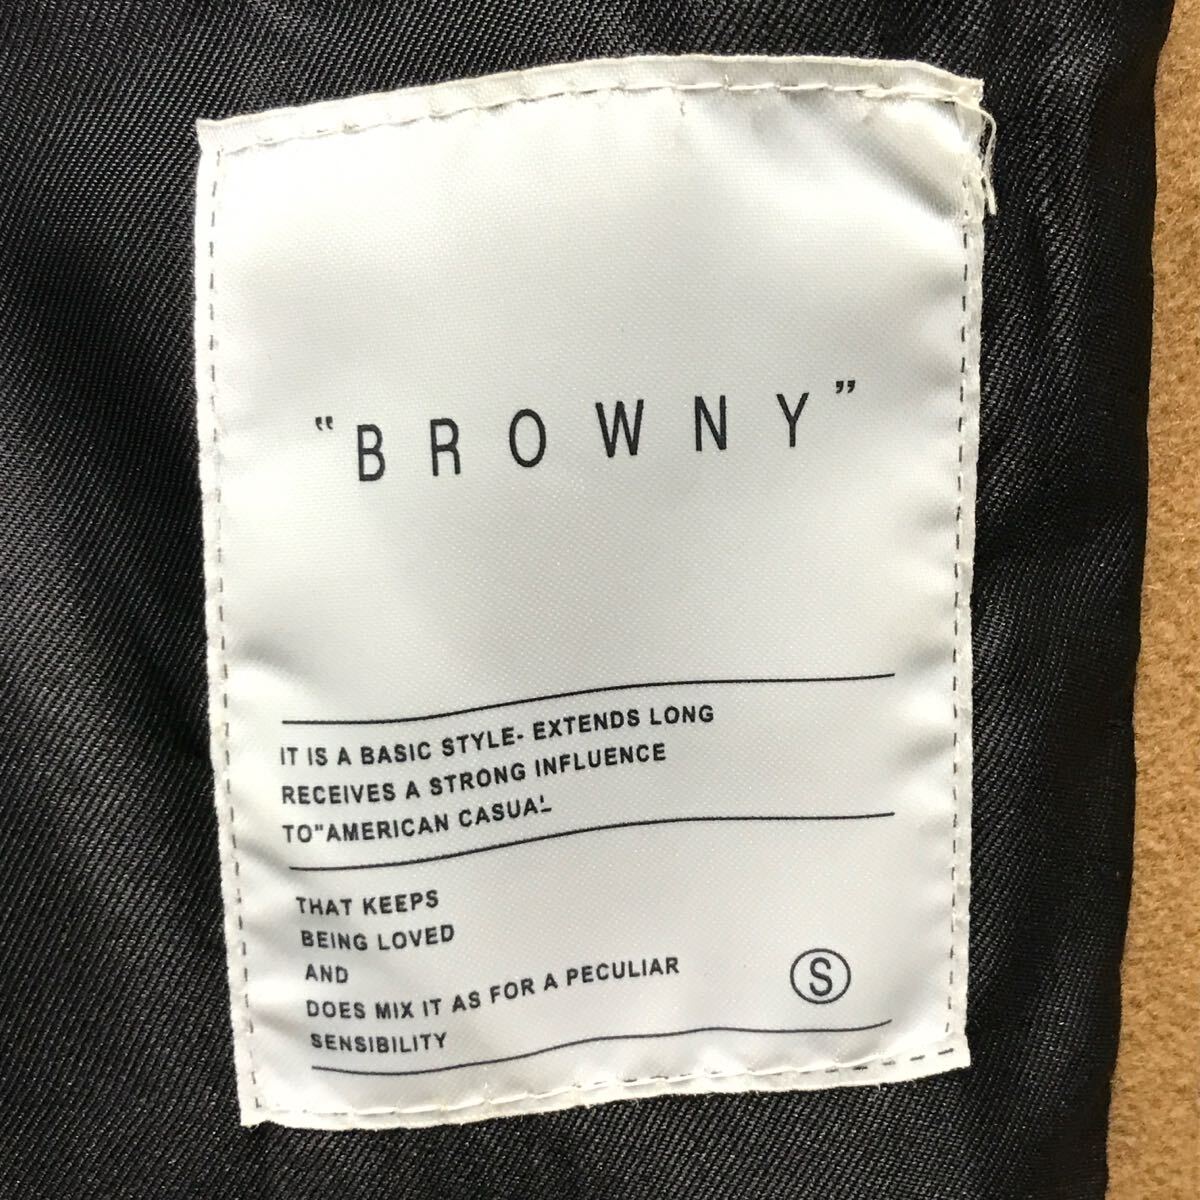 "BROWNY"
IT IS A BASIC STYLE- EXTENDS LONG
RECEIVES A STRONG INFLUENCE
TO"AMERICAN CASUAL
THAT KEEPS
BEING LOVED
AND
DOES MIX IT AS FOR A PECULIAR
SENSIBILITY
S